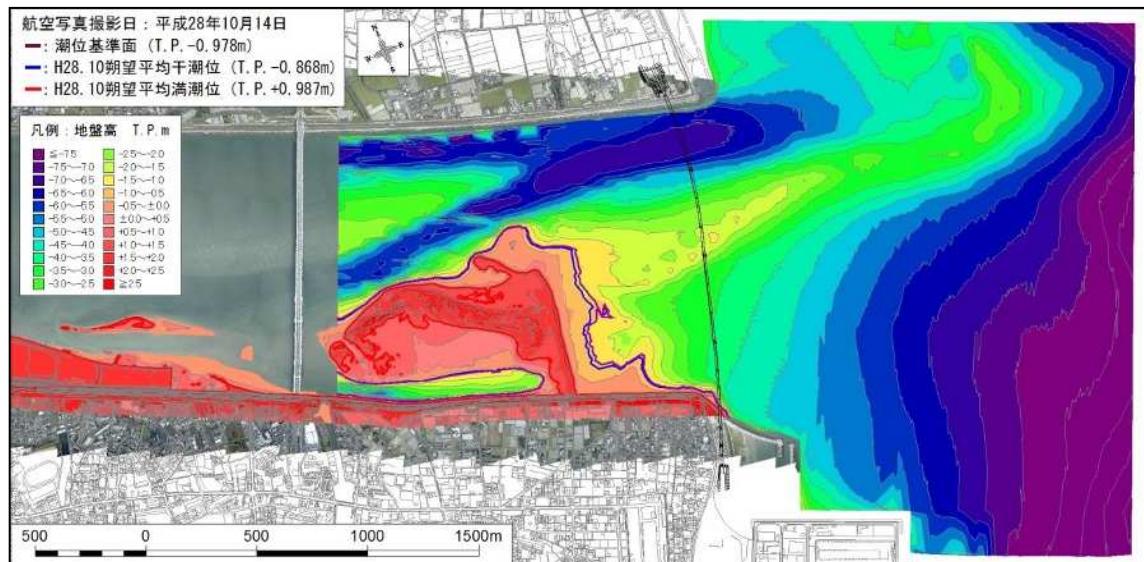 航空写真撮影日：平成28年10月14日
―：潮位基準面 (T.P.-0.978m)
―：H28.10朔望平均干潮位 (T.P.-0.868m)
―：H28.10朔望平均満潮位 (T.P.+0.987m)
N
E
W
S
凡例：地盤高 T.P.m
≦-7.5 -2.5～-2.0
-7.5～-7.0 -2.0～-1.5
-7.0～-6.5 -1.5～-1.0
-6.5～-6.0 -1.0～-0.5
-6.0～-5.5 -0.5～±0.0
-5.5～-5.0 ±0.0～+0.5
-5.0～-4.5 +0.5～+1.0
-4.5～-4.0 +1.0～+1.5
-4.0～-3.5 +1.5～+2.0
-3.5～-3.0 +2.0～+2.5
-3.0～-2.5 ≧2.5
500 0 500 1000 1500m